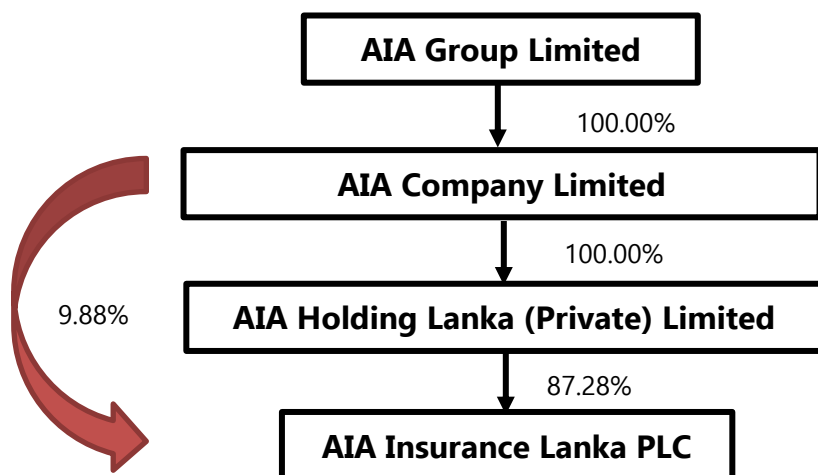 AIA Group Limited
100.00%
AIA Company Limited
100.00%
9.88%
AIA Holding Lanka (Private) Limited
87.28%
AIA Insurance Lanka PLC